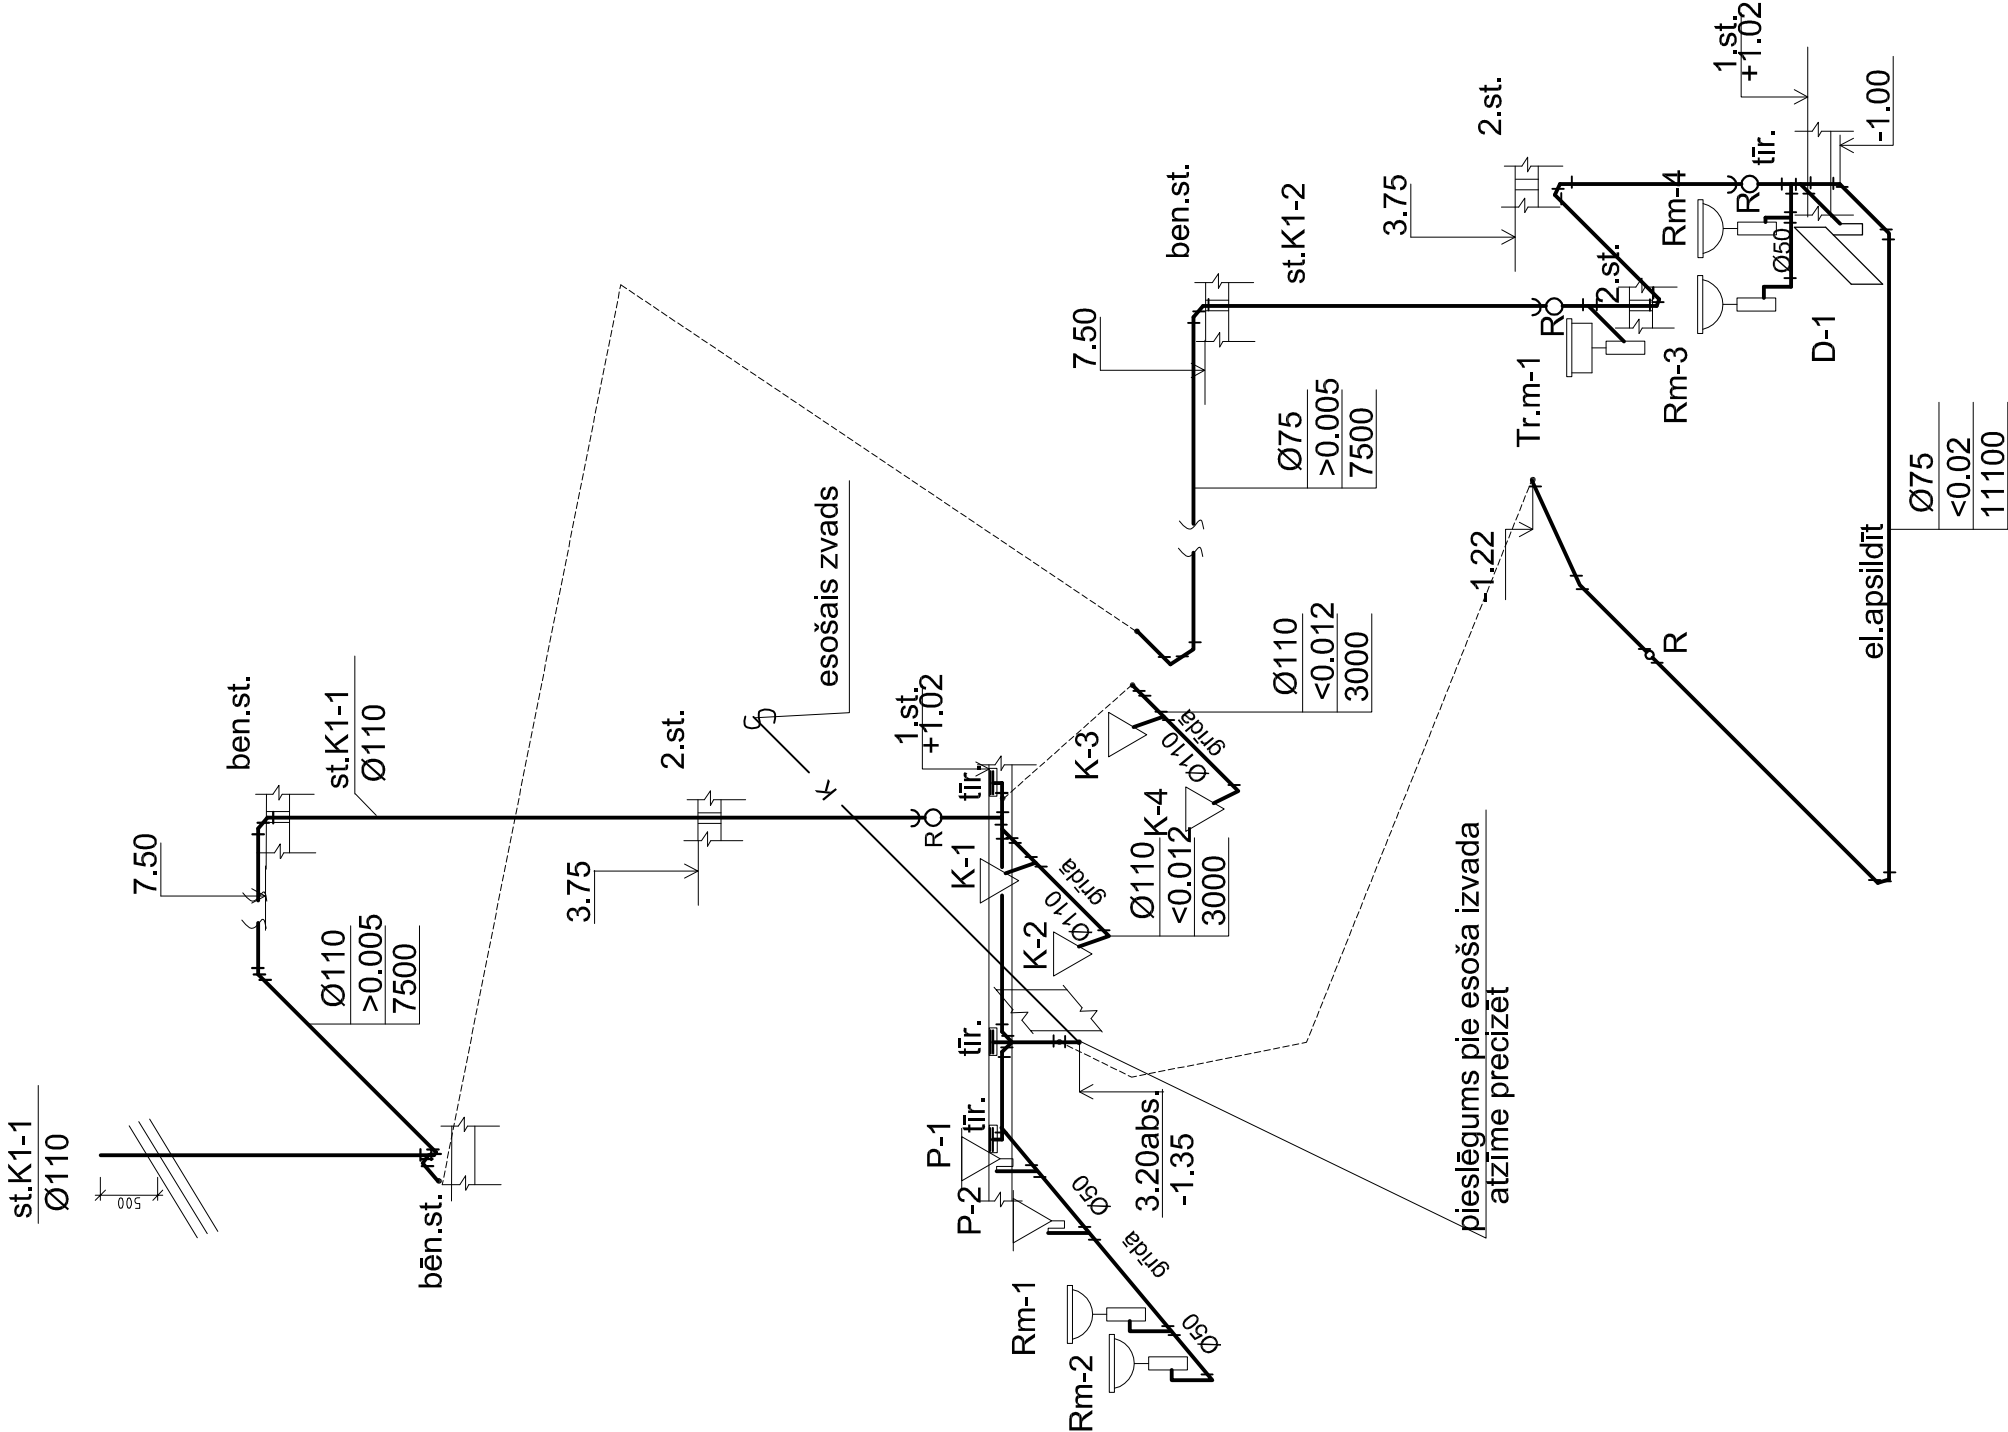 st.K1-1
Ø110
500
bēn.st.
7.50
ben.st.
st.K1-1
Ø110
Ø110
>0.005
7500
3.75
2.st.
esošais zvads
K
1.st.
+1.02
tīr.
R
K-1
K-2
Ø110
grīdā
Ø110
<0.012
3000
K-3
K-4
Ø110
grīdā
Ø110
<0.012
3000
tīr.
tīr.
P-1
P-2
Ø50
grīdā
Ø50
Rm-1
Rm-2
3.20abs.
-1.35
pieslēgums pie esoša izvada
atzīme precizēt
7.50
ben.st.
st.K1-2
Ø75
>0.005
7500
3.75
2.st.
2.st.
R
Tr.m-1
Rm-3
Rm-4
R
tīr.
1.st.
+1.02
-1.00
Ø50
D-1
-1.22
R
el.apsildīt
Ø75
<0.02
11100